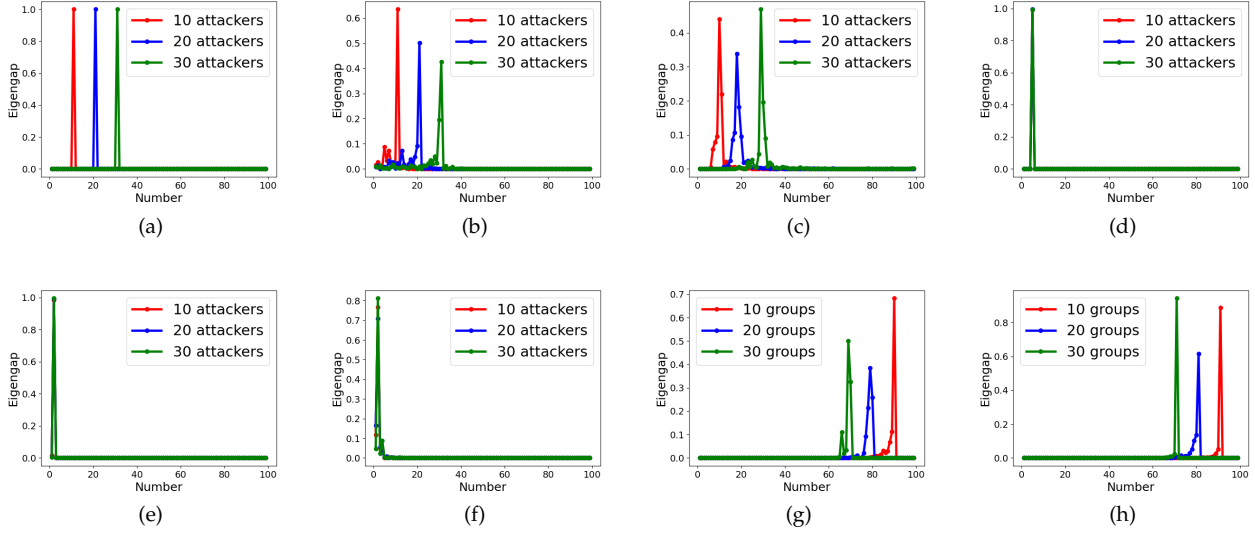 1.0
0.8
0.6
0.4
0.2
0.0
Eigengap
0 20 40 60 80 100
Number
10 attackers
20 attackers
30 attackers
(a)
0.6
0.5
0.4
0.3
0.2
0.1
0.0
Eigengap
0 20 40 60 80 100
Number
10 attackers
20 attackers
30 attackers
(b)
0.4
0.3
0.2
0.1
0.0
Eigengap
0 20 40 60 80 100
Number
10 attackers
20 attackers
30 attackers
(c)
1.0
0.8
0.6
0.4
0.2
0.0
Eigengap
0 20 40 60 80 100
Number
10 attackers
20 attackers
30 attackers
(d)
1.0
0.8
0.6
0.4
0.2
0.0
Eigengap
0 20 40 60 80 100
Number
10 attackers
20 attackers
30 attackers
(e)
0.8
0.7
0.6
0.5
0.4
0.3
0.2
0.1
0.0
Eigengap
0 20 40 60 80 100
Number
10 attackers
20 attackers
30 attackers
(f)
0.7
0.6
0.5
0.4
0.3
0.2
0.1
0.0
Eigengap
0 20 40 60 80 100
Number
10 groups
20 groups
30 groups
(g)
0.8
0.6
0.4
0.2
0.0
Eigengap
0 20 40 60 80 100
Number
10 groups
20 groups
30 groups
(h)